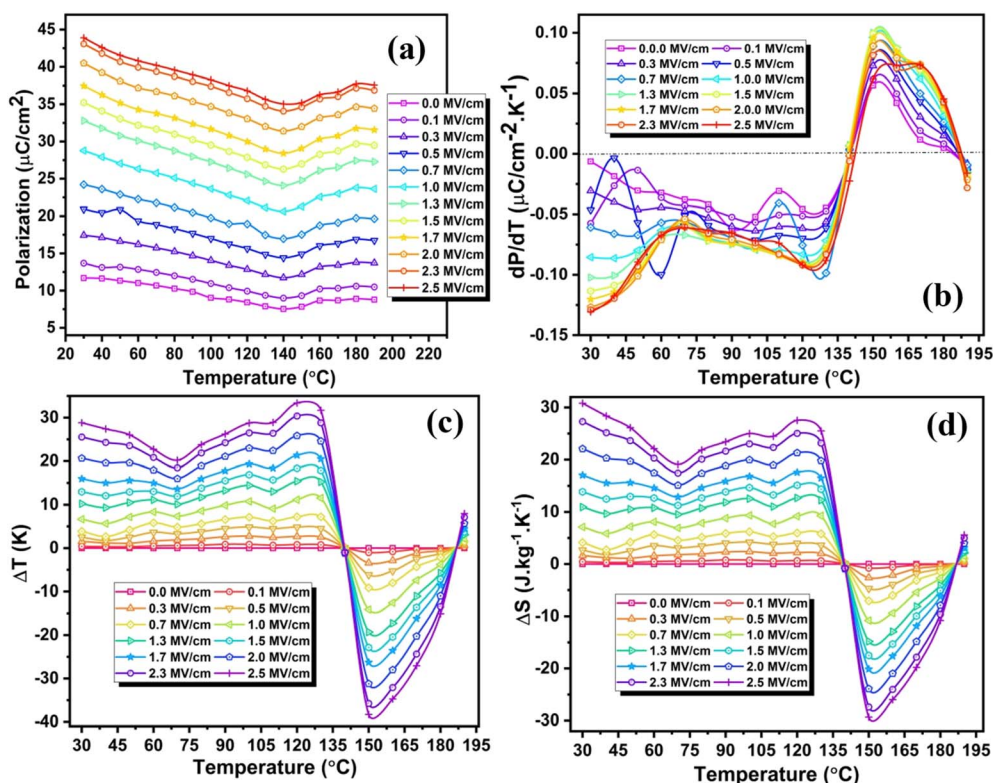 (a)
Polarization (μC/cm²)
45
40
35
30
25
20
15
10
5
20 40 60 80 100 120 140 160 180 200 220
Temperature (°C)
0.0 MV/cm
0.1 MV/cm
0.3 MV/cm
0.5 MV/cm
0.7 MV/cm
1.0 MV/cm
1.3 MV/cm
1.5 MV/cm
1.7 MV/cm
2.0 MV/cm
2.3 MV/cm
2.5 MV/cm
(b)
dP/dT (μC/cm⁻².K⁻¹)
0.10
0.05
0.00
-0.05
-0.10
-0.15
30 45 60 75 90 105 120 135 150 165 180 195
Temperature (°C)
0.0.0 MV/cm 0.1 MV/cm
0.3 MV/cm 0.5 MV/cm
0.7 MV/cm 1.0.0 MV/cm
1.3 MV/cm 1.5 MV/cm
1.7 MV/cm 2.0.0 MV/cm
2.3 MV/cm 2.5 MV/cm
(c)
ΔT (K)
30
20
10
0
-10
-20
-30
-40
30 45 60 75 90 105 120 135 150 165 180 195
Temperature (°C)
0.0 MV/cm 0.1 MV/cm
0.3 MV/cm 0.5 MV/cm
0.7 MV/cm 1.0 MV/cm
1.3 MV/cm 1.5 MV/cm
1.7 MV/cm 2.0 MV/cm
2.3 MV/cm 2.5 MV/cm
(d)
ΔS (J.kg⁻¹.K⁻¹)
30
20
10
0
-10
-20
-30
30 45 60 75 90 105 120 135 150 165 180 195
Temperature (°C)
0.0 MV/cm 0.1 MV/cm
0.3 MV/cm 0.5 MV/cm
0.7 MV/cm 1.0 MV/cm
1.3 MV/cm 1.5 MV/cm
1.7 MV/cm 2.0 MV/cm
2.3 MV/cm 2.5 MV/cm